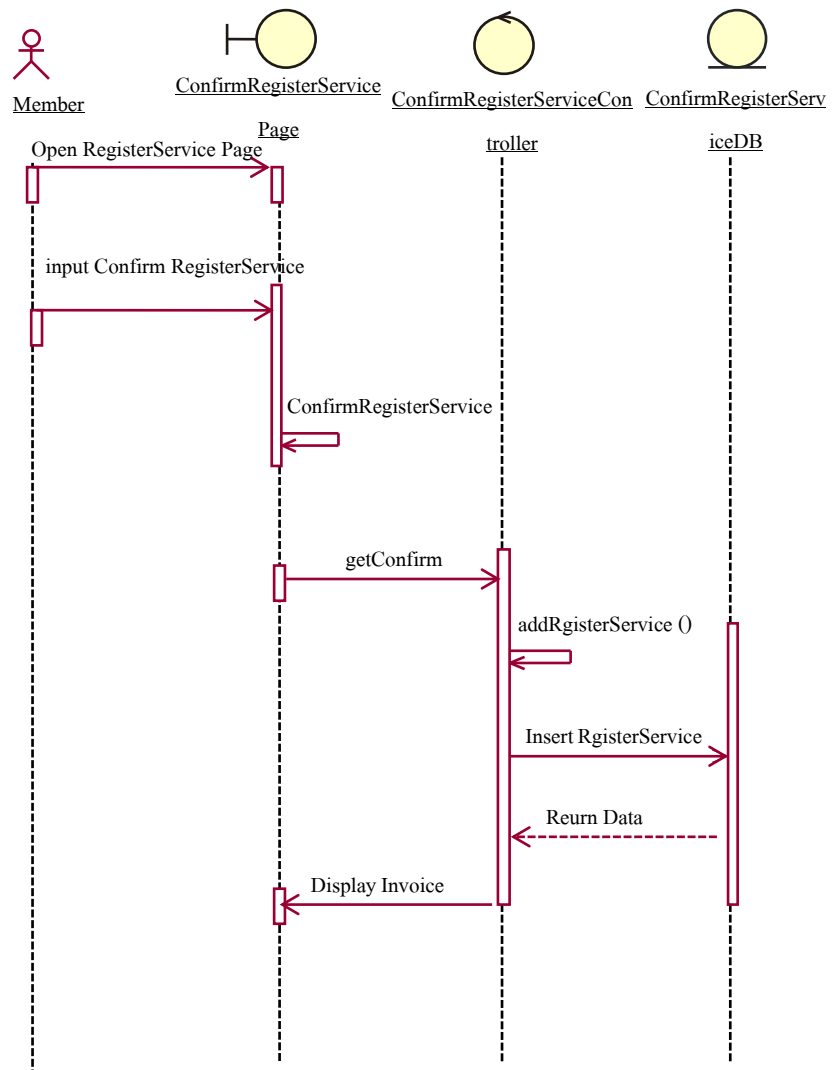 Member
ConfirmRegisterService
Page
ConfirmRegisterServiceCon
troller
ConfirmRegisterServ
iceDB
Open RegisterService Page
input Confirm RegisterService
ConfirmRegisterService
getConfirm
addRgisterService ()
Insert RgisterService
Reurn Data
Display Invoice